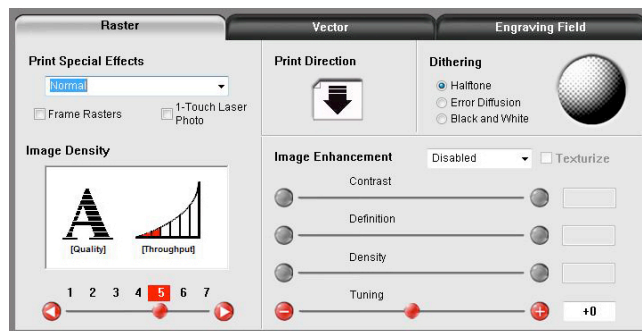 Raster
Vector
Engraving Field
Print Special Effects
Normal
Frame Rasters
1-Touch Laser
Photo
Print Direction
Dithering
Halftone
Error Diffusion
Black and White
Image Density
A
[Quality]
[Throughput]
1 2 3 4 5 6 7
Image Enhancement
Disabled
Texturize
Contrast
Definition
Density
Tuning
+0